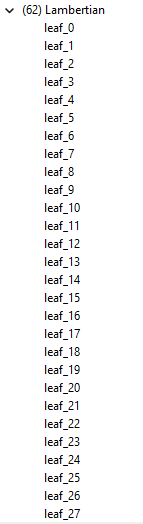 (62) Lambertian
leaf_0
leaf_1
leaf_2
leaf_3
leaf_4
leaf_5
leaf_6
leaf_7
leaf_8
leaf_9
leaf_10
leaf_11
leaf_12
leaf_13
leaf_14
leaf_15
leaf_16
leaf_17
leaf_18
leaf_19
leaf_20
leaf_21
leaf_22
leaf_23
leaf_24
leaf_25
leaf_26
leaf_27